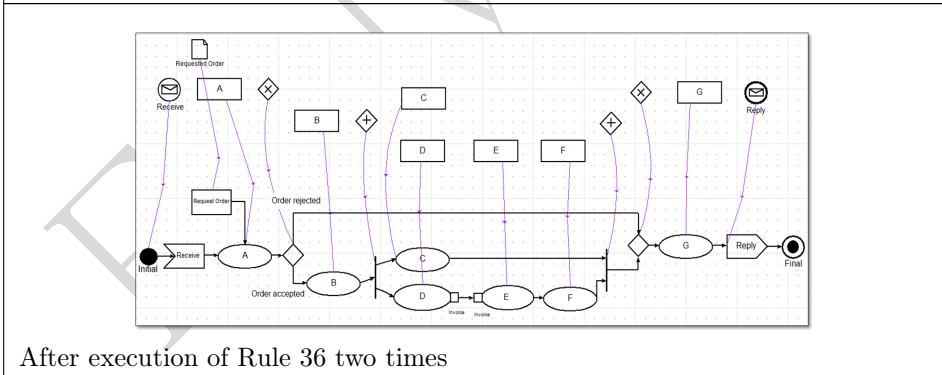 Requested Order
Receive
A
B
C
G
Reply
D
E
F
Request Order
Order rejected
Initial
Receive
A
B
C
D
E
F
G
Reply
Final
Order accepted
Invoice
Invoice
After execution of Rule 36 two times